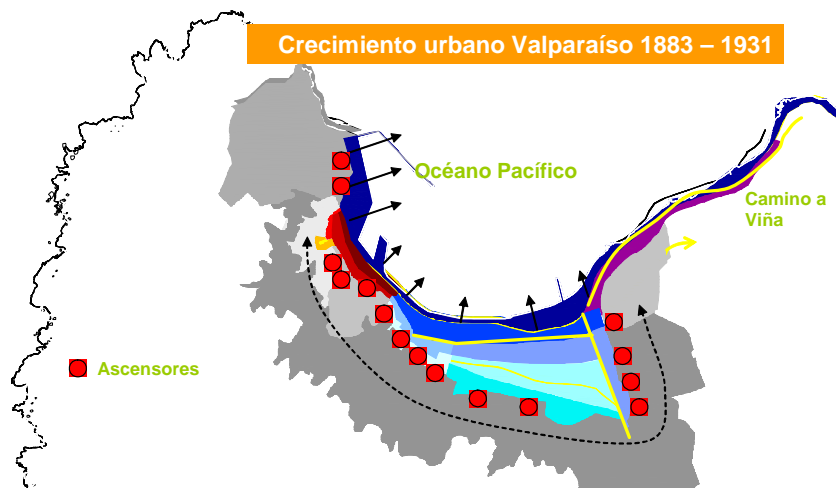 Crecimiento urbano Valparaíso 1883 – 1931
Océano Pacífico
Camino a
Viña
Ascensores